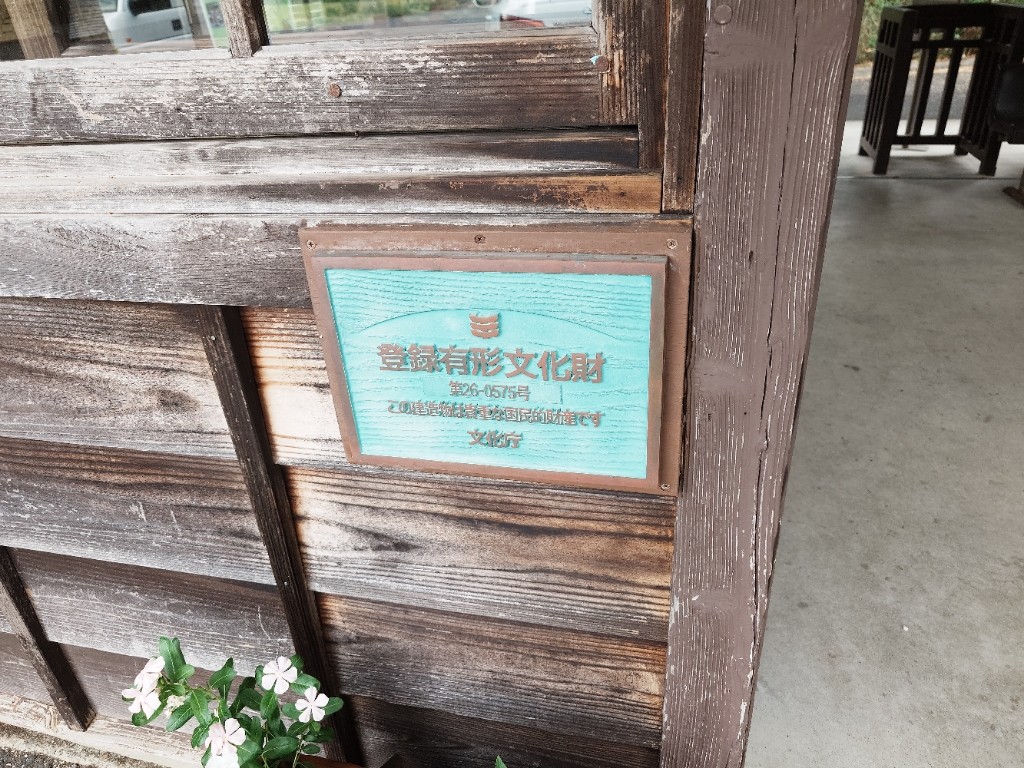 登録有形文化財
第26-0575号
この建造物は貴重な国民的財産です
文化庁